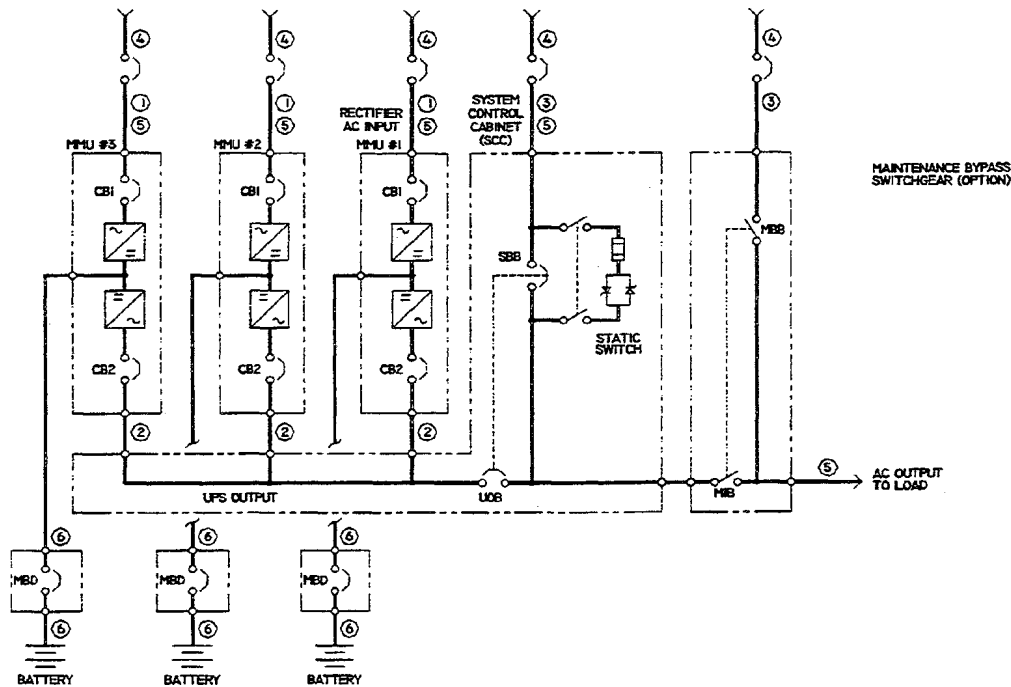 ④ ④ ④ ④ ④
① ① ① ③ ③
⑤ ⑤ ⑤ ⑤
RECTIFIER
AC INPUT
SYSTEM
CONTROL
CABINET
(SCC)
MMU #3 MMU #2 MMU #1
MAINTENANCE BYPASS
SWITCHGEAR (OPTION)
CB1 CB1 CB1
MBB
SBB
STATIC
SWITCH
CB2 CB2 CB2
② ② ②
UPS OUTPUT
UOB
MIB
⑤
AC OUTPUT
TO LOAD
⑥ ⑥ ⑥
MBD MBD MBD
⑥ ⑥ ⑥
BATTERY BATTERY BATTERY